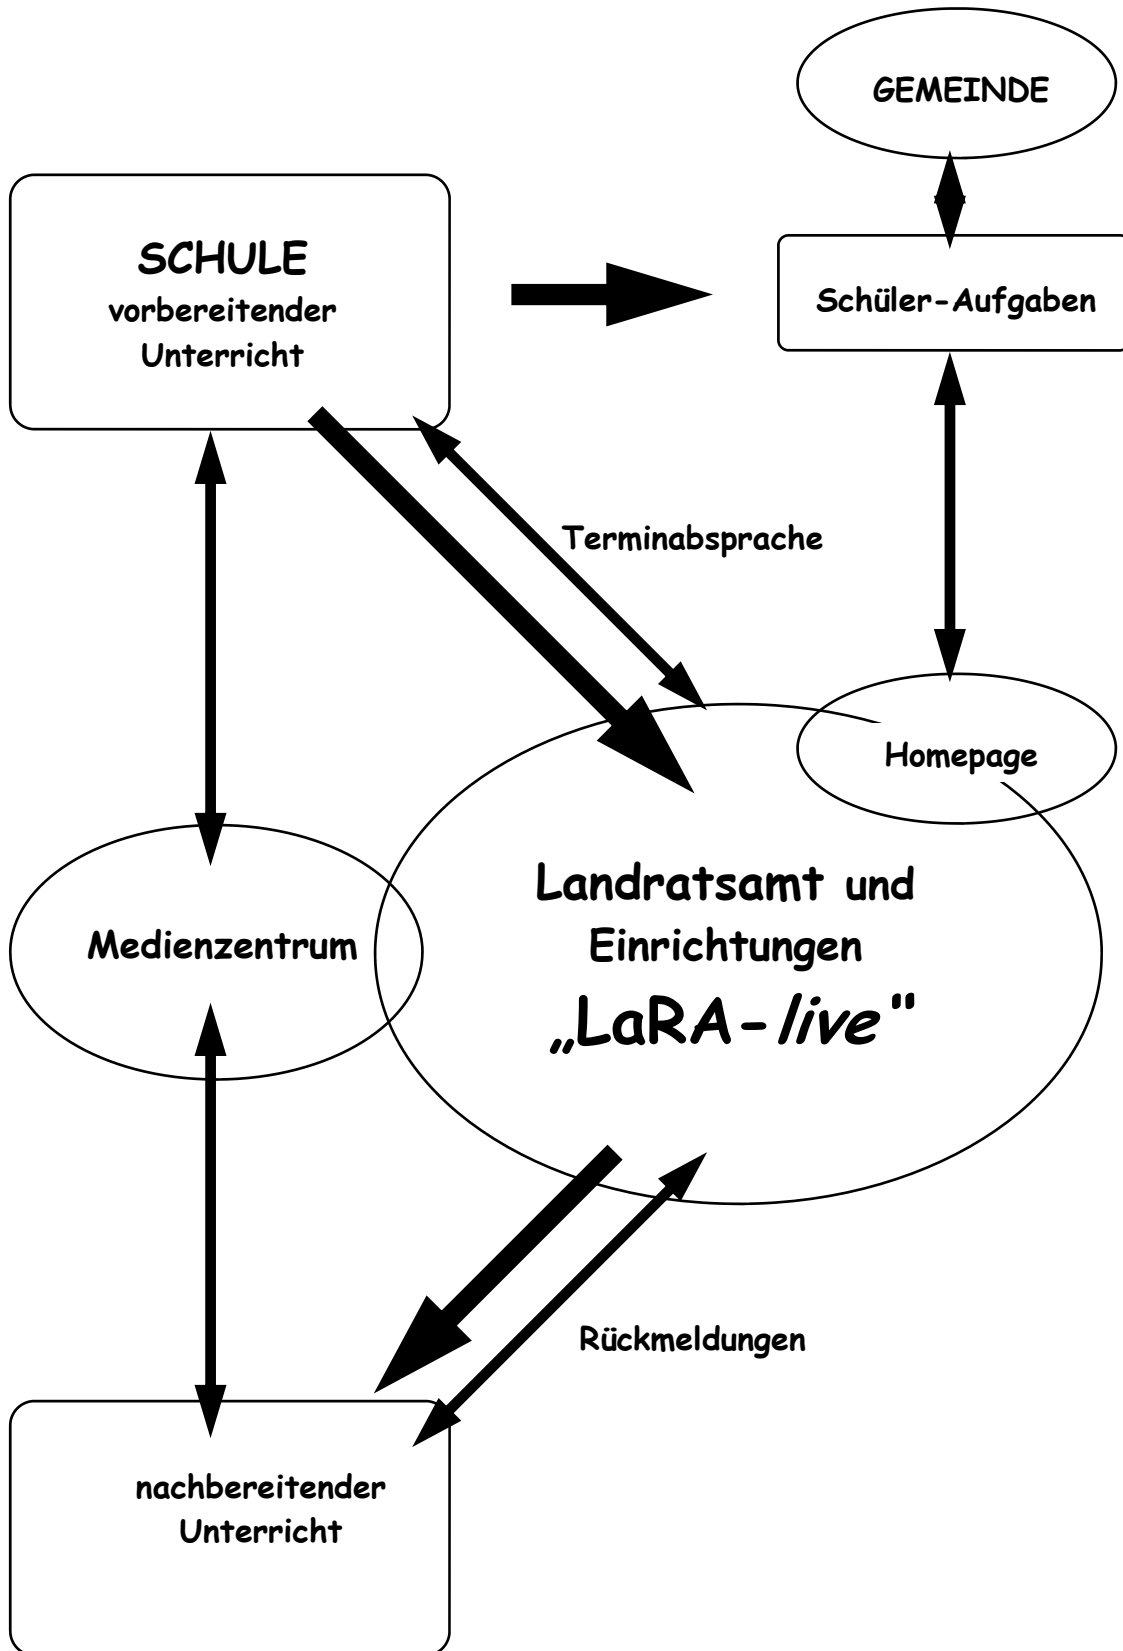 GEMEINDE
SCHULE
vorbereitender
Unterricht
Schüler-Aufgaben
Terminabsprache
Homepage
Landratsamt und
Einrichtungen
„LaRA-live"
Medienzentrum
Rückmeldungen
nachbereitender
Unterricht